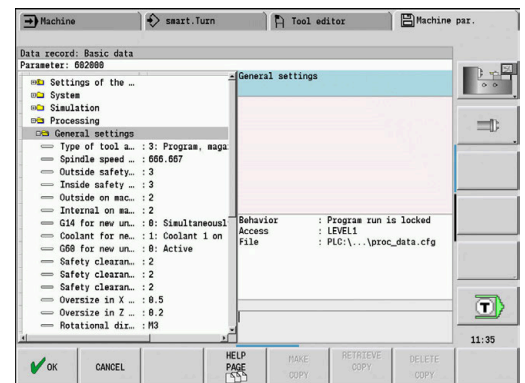 Machine
smart.Turn
Tool editor
Machine par.
Data record: Basic data
Parameter: 602000
Settings of the …
System
Simulation
Processing
General settings
Type of tool a… : 3: Program, maga
Spindle speed … : 666.667
Outside safety… : 3
Inside safety … : 3
Outside on mac… : 2
Internal on ma… : 2
G14 for new un… : 0: Simultaneousl
Coolant for ne… : 1: Coolant 1 on
G60 for new un… : 0: Active
Safety clearan… : 2
Safety clearan… : 2
Safety clearan… : 2
Oversize in X … : 0.5
Oversize in Z … : 0.2
Rotational dir… : M3
General settings
Behavior : Program run is locked
Access : LEVEL1
File : PLC:\...\proc_data.cfg
T
11:35
OK
CANCEL
HELP PAGE
MAKE COPY
RETRIEVE COPY
DELETE COPY